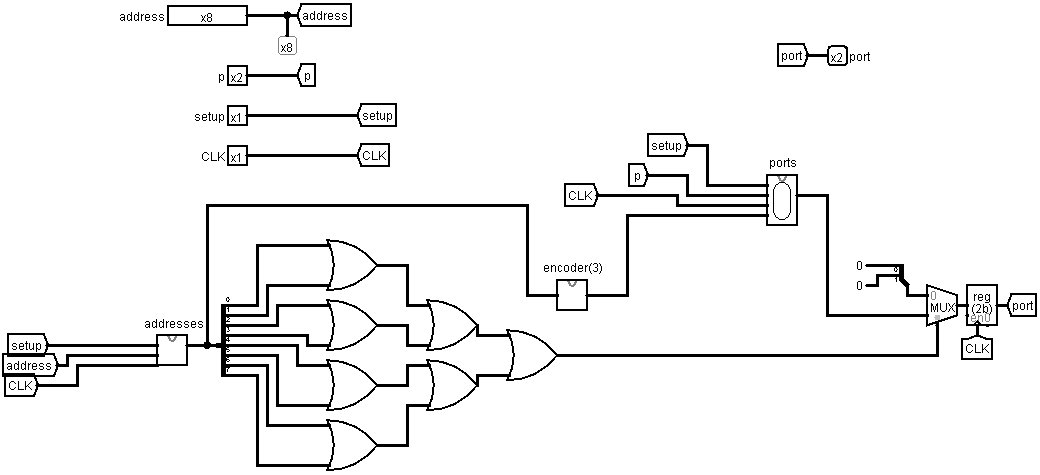 address x8 address
x8
port x2 port
p x2 p
setup x1 setup
CLK x1 CLK
setup
ports
p
CLK
encoder(3)
0
0
1
0
0
MUX
reg
(2b)
en0
port
CLK
addresses
0
1
2
3
4
5
6
7
setup
address
CLK